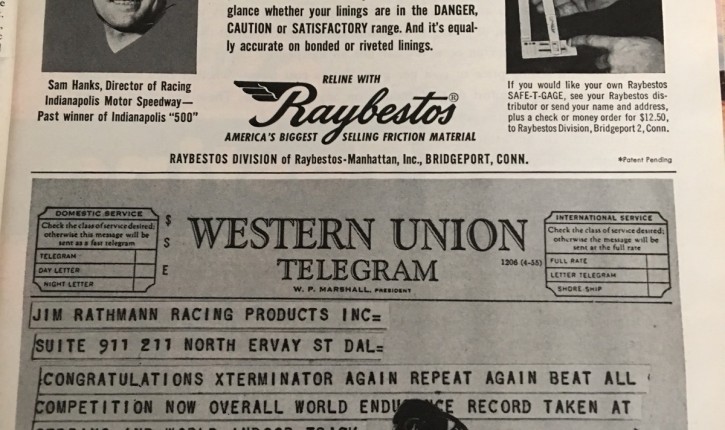 glance whether your linings are in the DANGER,
CAUTION or SATISFACTORY range. And it's equal-
ly accurate on bonded or riveted linings.
Sam Hanks, Director of Racing
Indianapolis Motor Speedway—
Past winner of Indianapolis "500"
RELINE WITH
Raybestos®
AMERICA'S BIGGEST SELLING FRICTION MATERIAL
If you would like your own Raybestos
SAFE-T-GAGE, see your Raybestos dis-
tributor or send your name and address,
plus a check or money order for $12.50,
to Raybestos Division, Bridgeport 2, Conn.
RAYBESTOS DIVISION of Raybestos-Manhattan, Inc., BRIDGEPORT, CONN.
*Patent Pending
DOMESTIC SERVICE
Check the class of service desired;
otherwise this message will be
sent as a fast telegram
TELEGRAM
DAY LETTER
NIGHT LETTER
$
S
E
WESTERN UNION
TELEGRAM
1206 (4-55)
W. P. MARSHALL, PRESIDENT
INTERNATIONAL SERVICE
Check the class of service desired;
otherwise the message will be
sent at the full rate
FULL RATE
LETTER TELEGRAM
SHORE-SHIP
JIM RATHMANN RACING PRODUCTS INC=
SUITE 911 211 NORTH ERVAY ST DAL=
CONGRATULATIONS XTERMINATOR AGAIN REPEAT AGAIN BEAT ALL
COMPETITION NOW OVERALL WORLD RECORD TAKEN AT